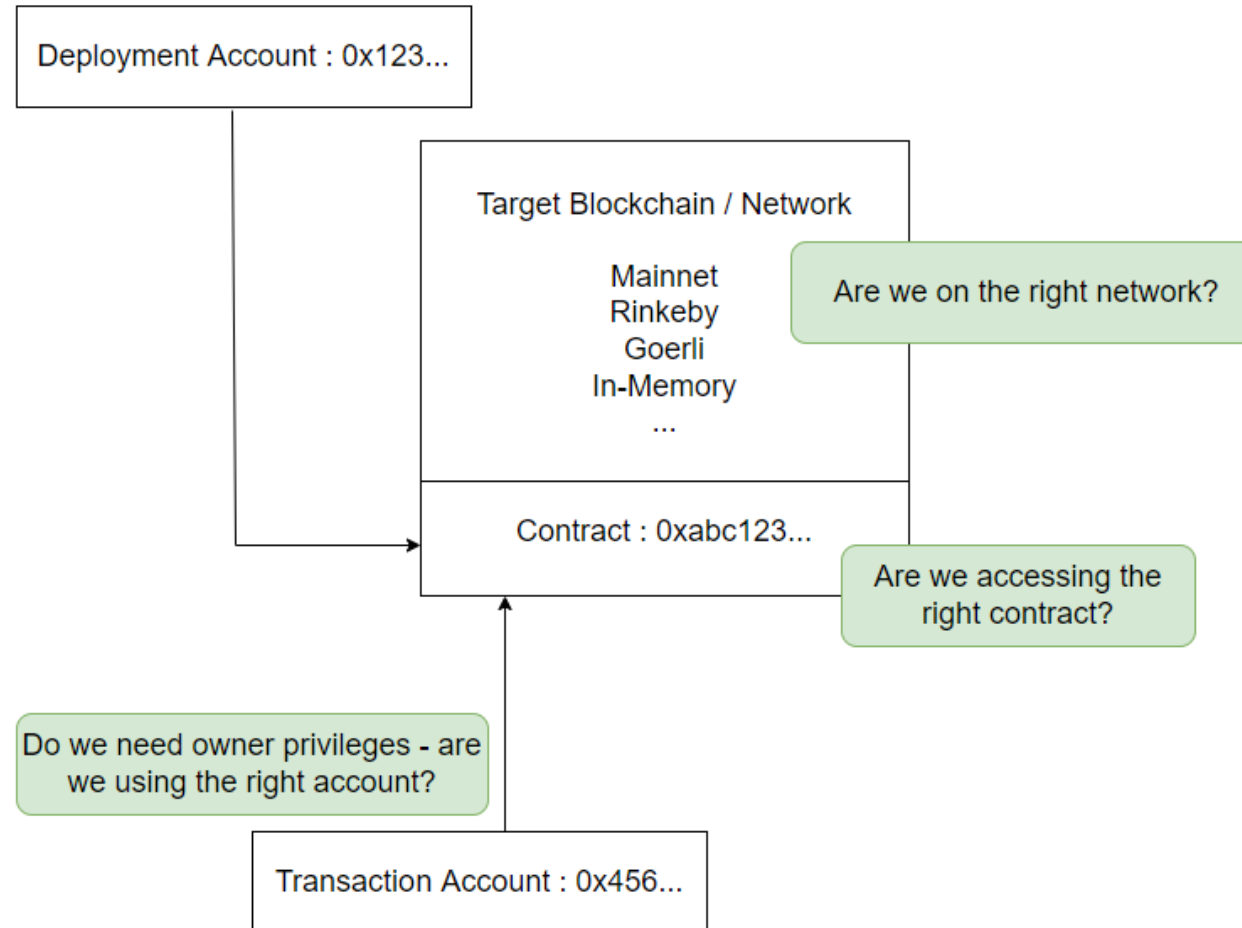 Deployment Account : 0x123...
Target Blockchain / Network
Mainnet
Rinkeby
Goerli
In-Memory
...
Are we on the right network?
Contract : 0xabc123...
Are we accessing the
right contract?
Do we need owner privileges - are
we using the right account?
Transaction Account : 0x456...